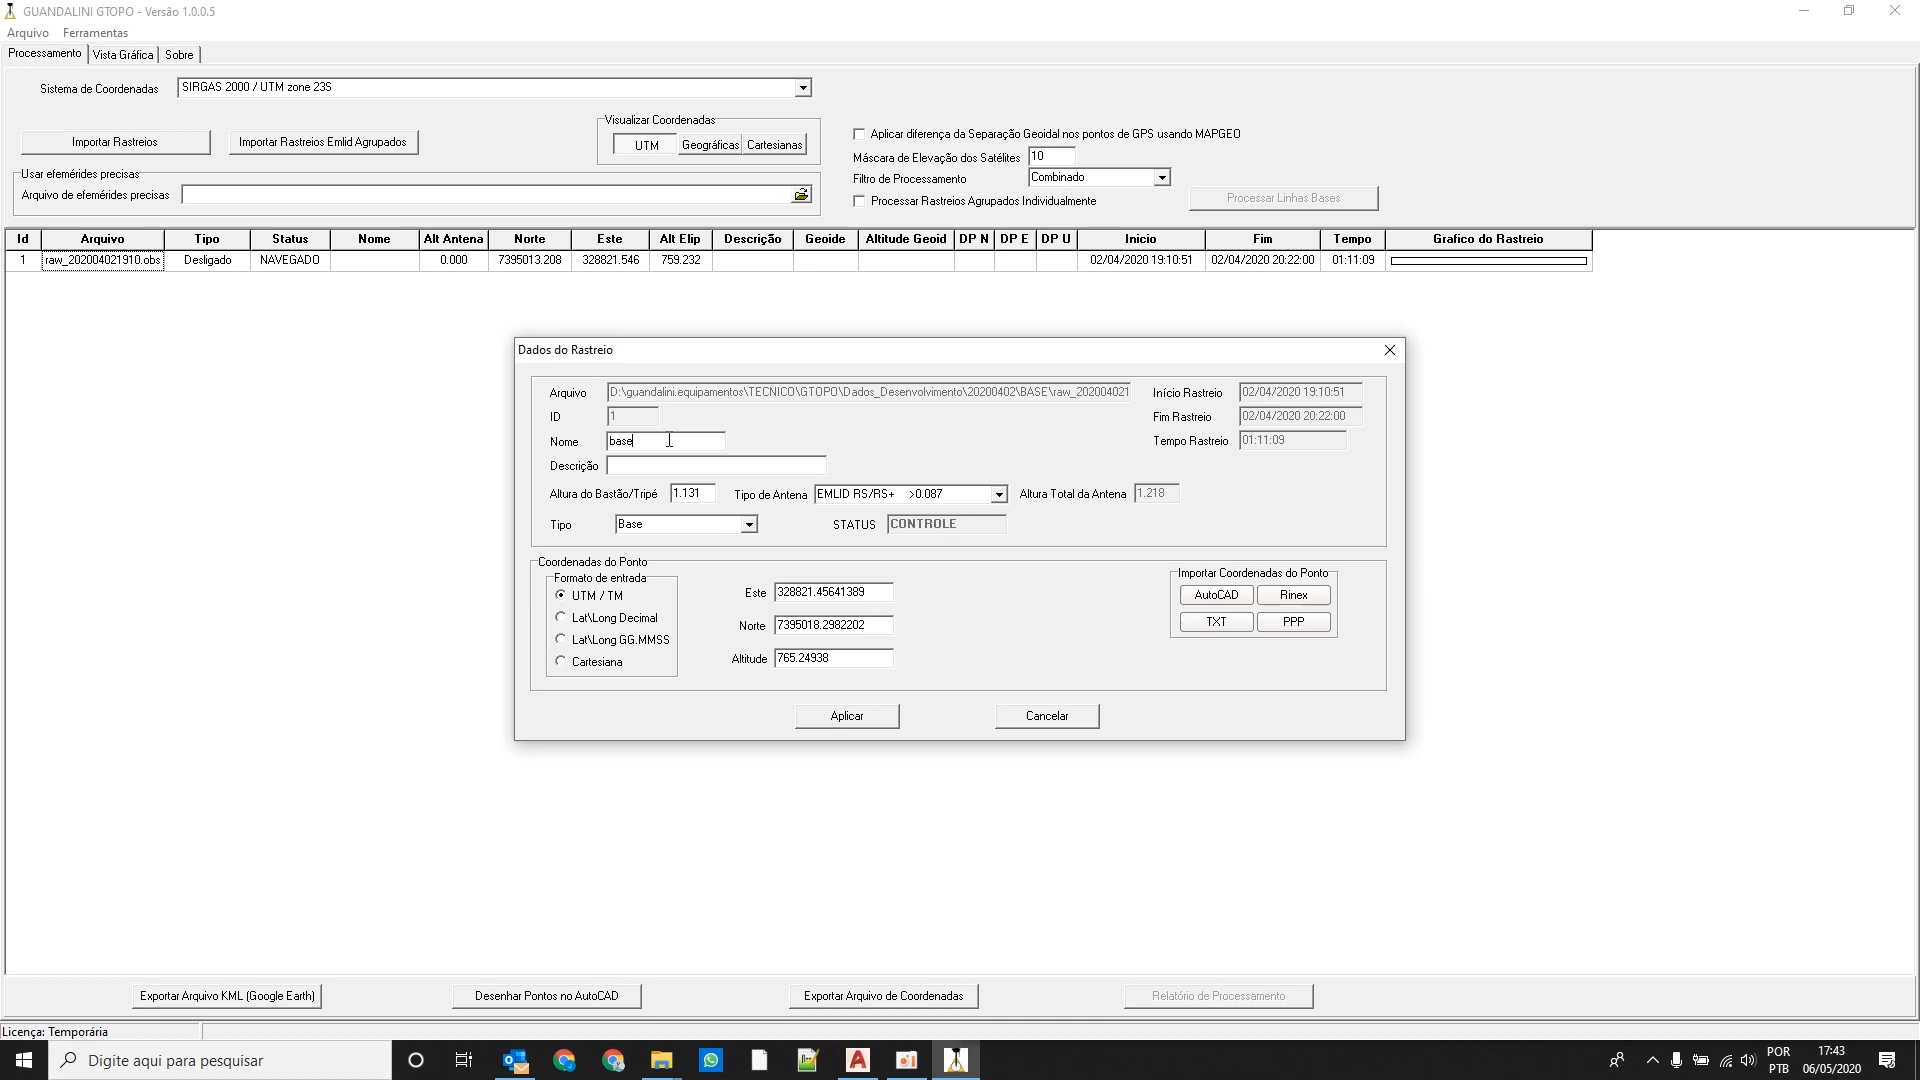 GUANDALINI GTOPO - Versão 1.0.0.5
Arquivo Ferramentas
Processamento Vista Gráfica Sobre
Sistema de Coordenadas SIRGAS 2000 / UTM zone 23S
Importar Rastreios Importar Rastreios Emlid Agrupados
Visualizar Coordenadas
UTM Geográficas Cartesianas
Usar efemérides precisas
Arquivo de efemérides precisas
Aplicar diferença da Separação Geoidal nos pontos de GPS usando MAPGEO
Máscara de Elevação dos Satélites 10
Filtro de Processamento Combinado
Processar Rastreios Agrupados Individualmente
Processar Linhas Bases
Id Arquivo Tipo Status Nome Alt Antena Norte Este Alt Elip Descrição Geoide Altitude Geoid DP N DP E DP U Inicio Fim Tempo Grafico do Rastreio
1 raw_202004021910.obs Desligado NAVEGADO 0.000 7395013.208 328821.546 759.232 02/04/2020 19:10:51 02/04/2020 20:22:00 01:11:09
Dados do Rastreio
Arquivo D:\guandalini.equipamentos\TECNICO\GTOPO\Dados_Desenvolvimento\20200402\BASE\raw_202004021 Início Rastreio 02/04/2020 19:10:51
ID 1 Fim Rastreio 02/04/2020 20:22:00
Nome base Tempo Rastreio 01:11:09
Descrição
Altura do Bastão/Tripé 1.131 Tipo de Antena EMLID RS/RS+ >0.087 Altura Total da Antena 1.218
Tipo Base STATUS CONTROLE
Coordenadas do Ponto
Formato de entrada
UTM / TM
Lat\Long Decimal
Lat\Long GG.MMSS
Cartesiana
Este 328821.45641389
Norte 7395018.2982202
Altitude 765.24938
Importar Coordenadas do Ponto
AutoCAD Rinex
TXT PPP
Aplicar Cancelar
Exportar Arquivo KML (Google Earth) Desenhar Pontos no AutoCAD Exportar Arquivo de Coordenadas Relatório de Processamento
Licença: Temporária
Digite aqui para pesquisar
POR
PTB
17:43
06/05/2020